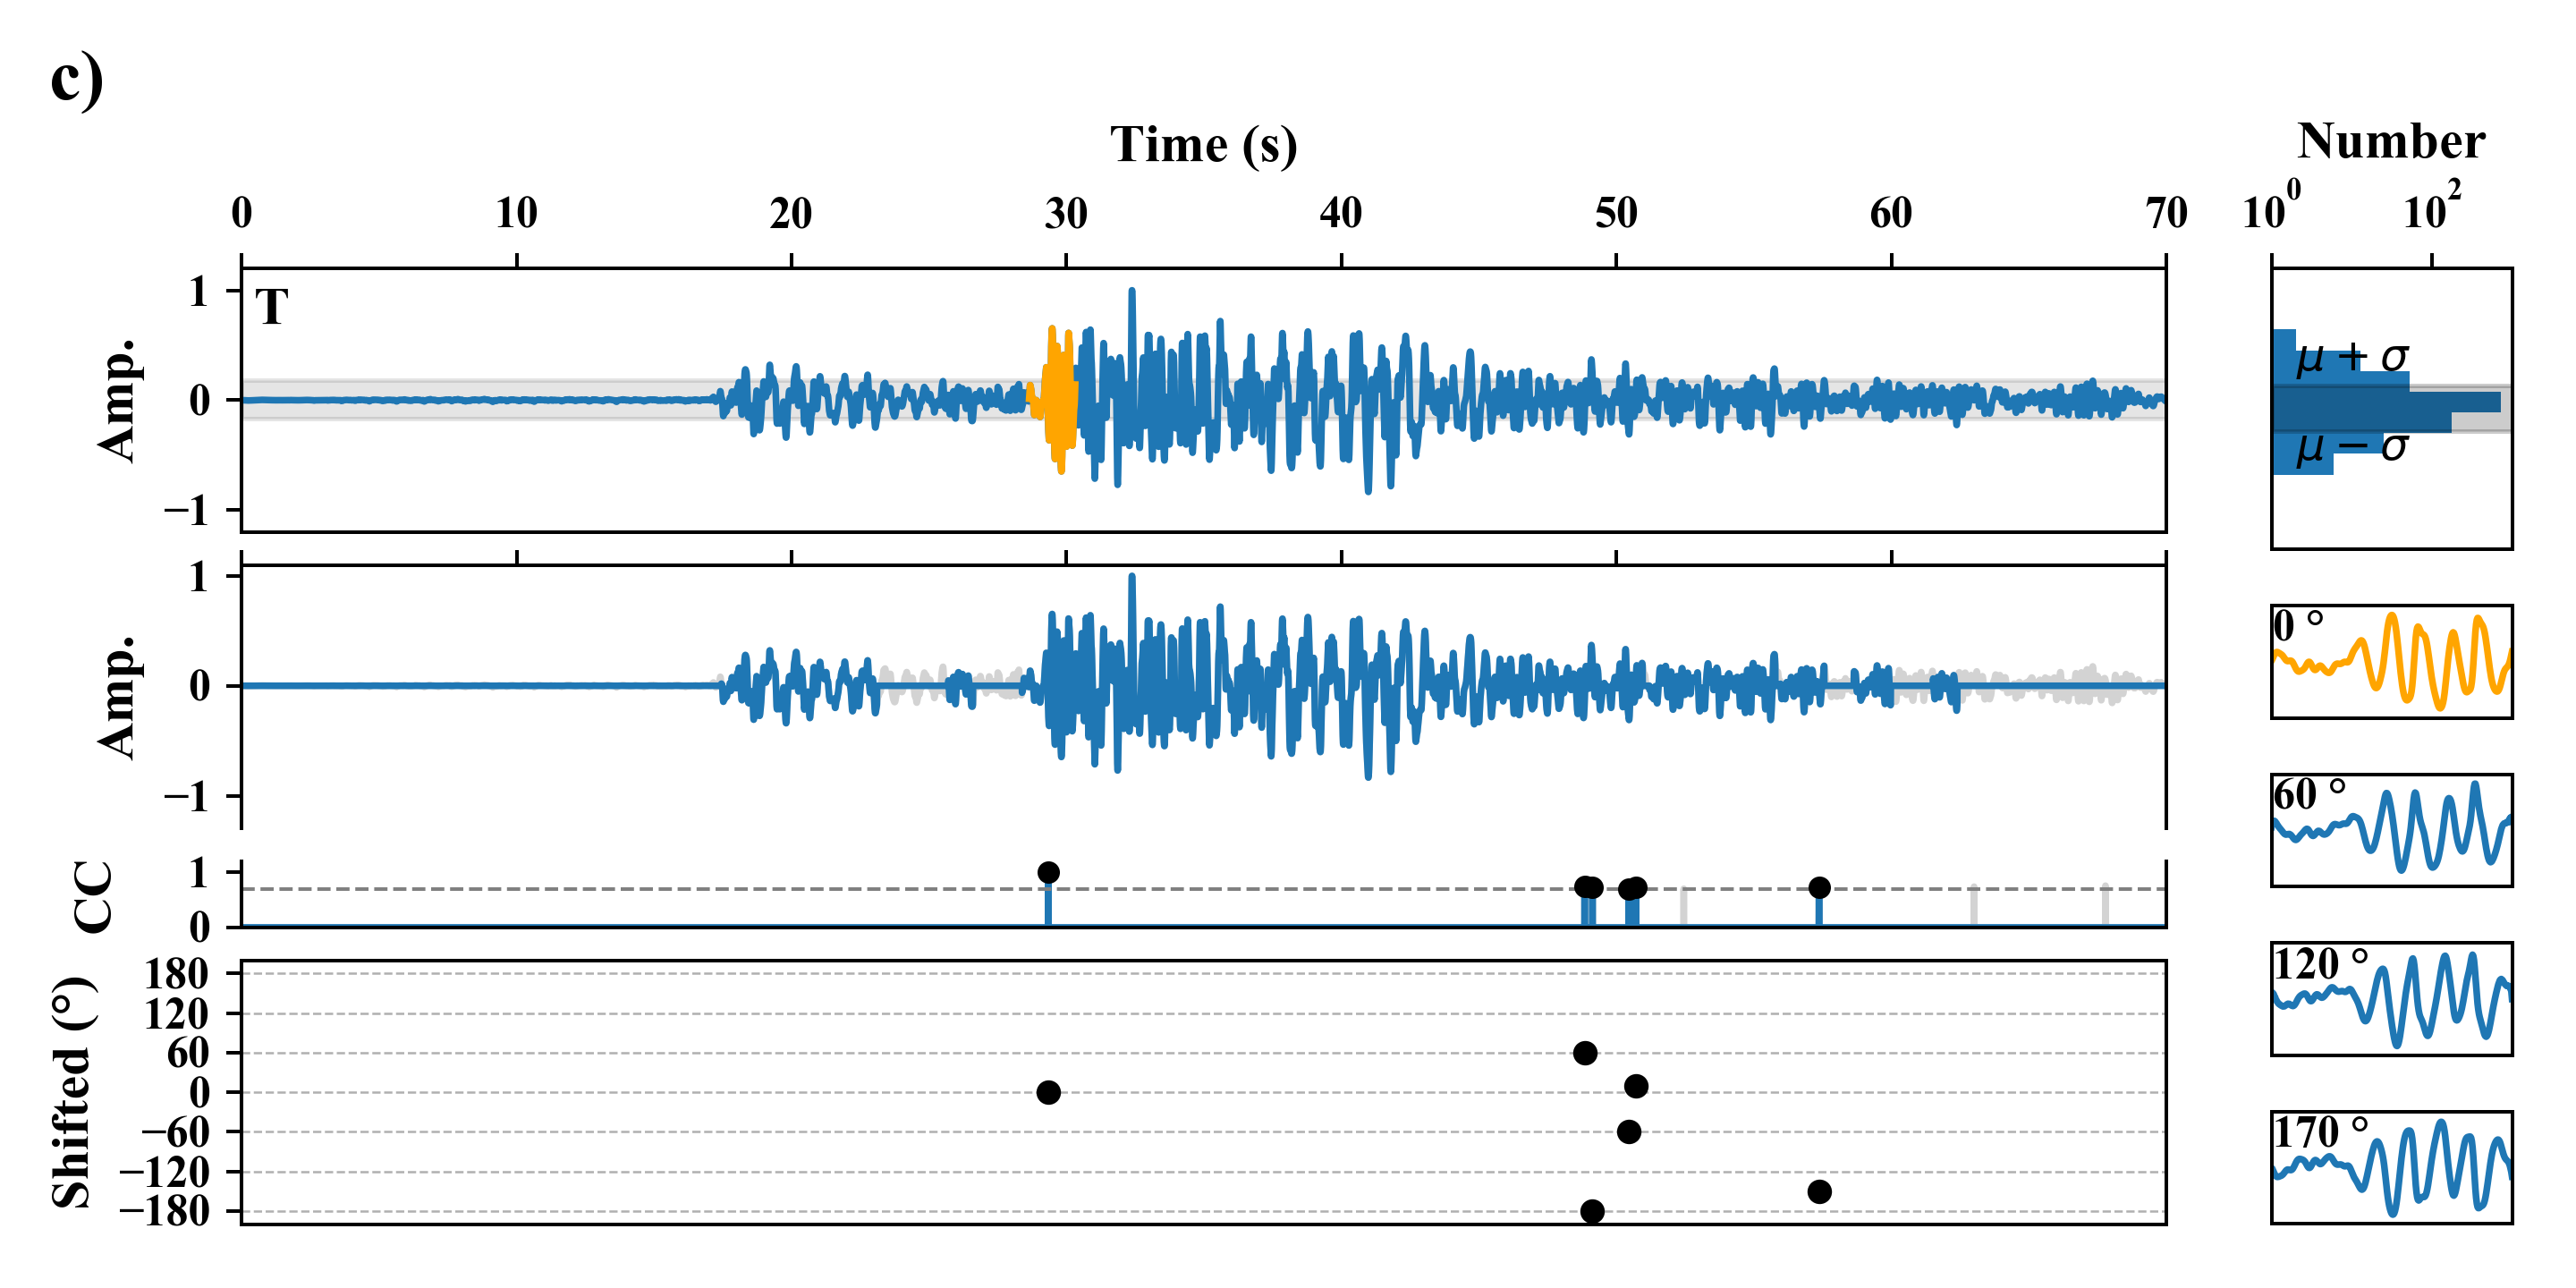 c)
Time (s)
Number
0 10 20 30 40 50 60 70
10^0 10^2
T
1
0
−1
Amp.
μ + σ
μ − σ
1
0
−1
Amp.
0 °
60 °
1
0
CC
120 °
180
120
60
0
−60
−120
−180
Shifted (°)
170 °